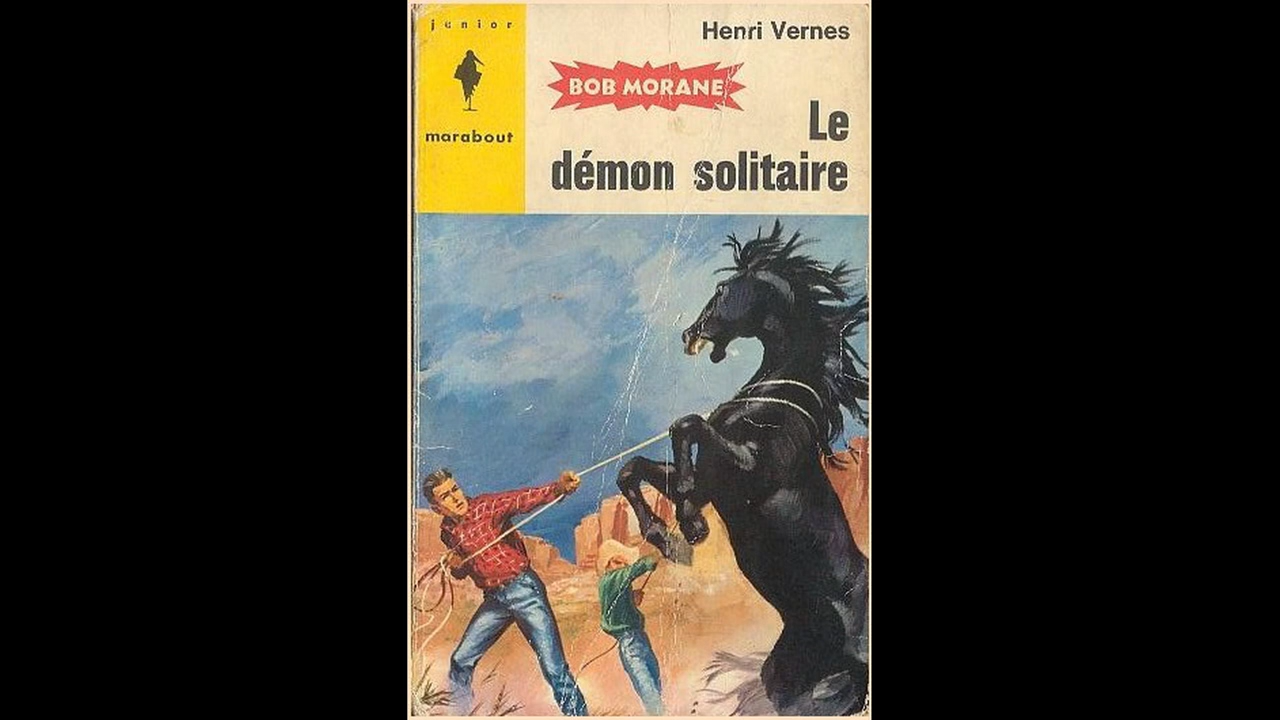 junior
marabout
Henri Vernes
BOB MORANE
Le
démon solitaire